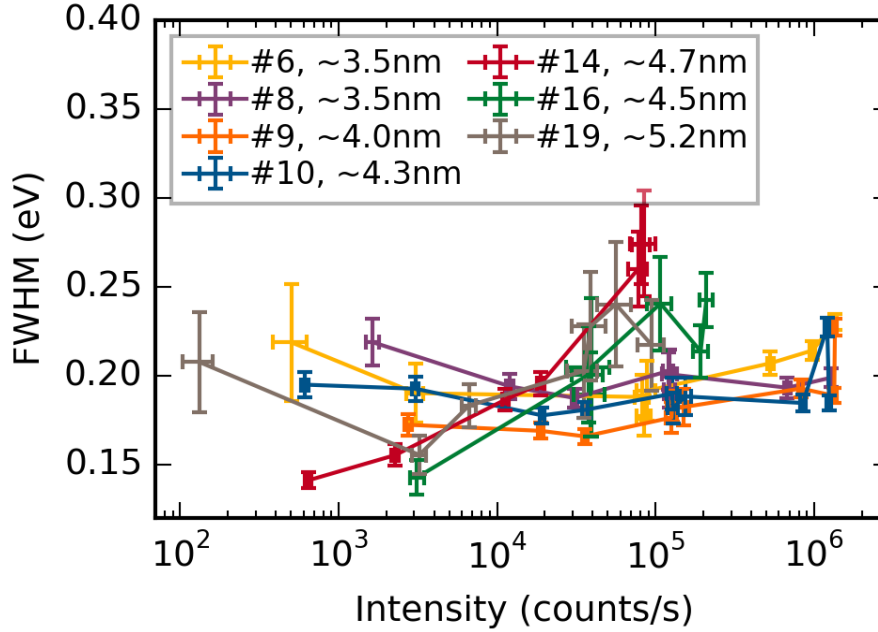 0.40
0.35
0.30
0.25
0.20
0.15
FWHM (eV)
#6, ~3.5nm
#8, ~3.5nm
#9, ~4.0nm
#10, ~4.3nm
#14, ~4.7nm
#16, ~4.5nm
#19, ~5.2nm
10² 10³ 10⁴ 10⁵ 10⁶
Intensity (counts/s)